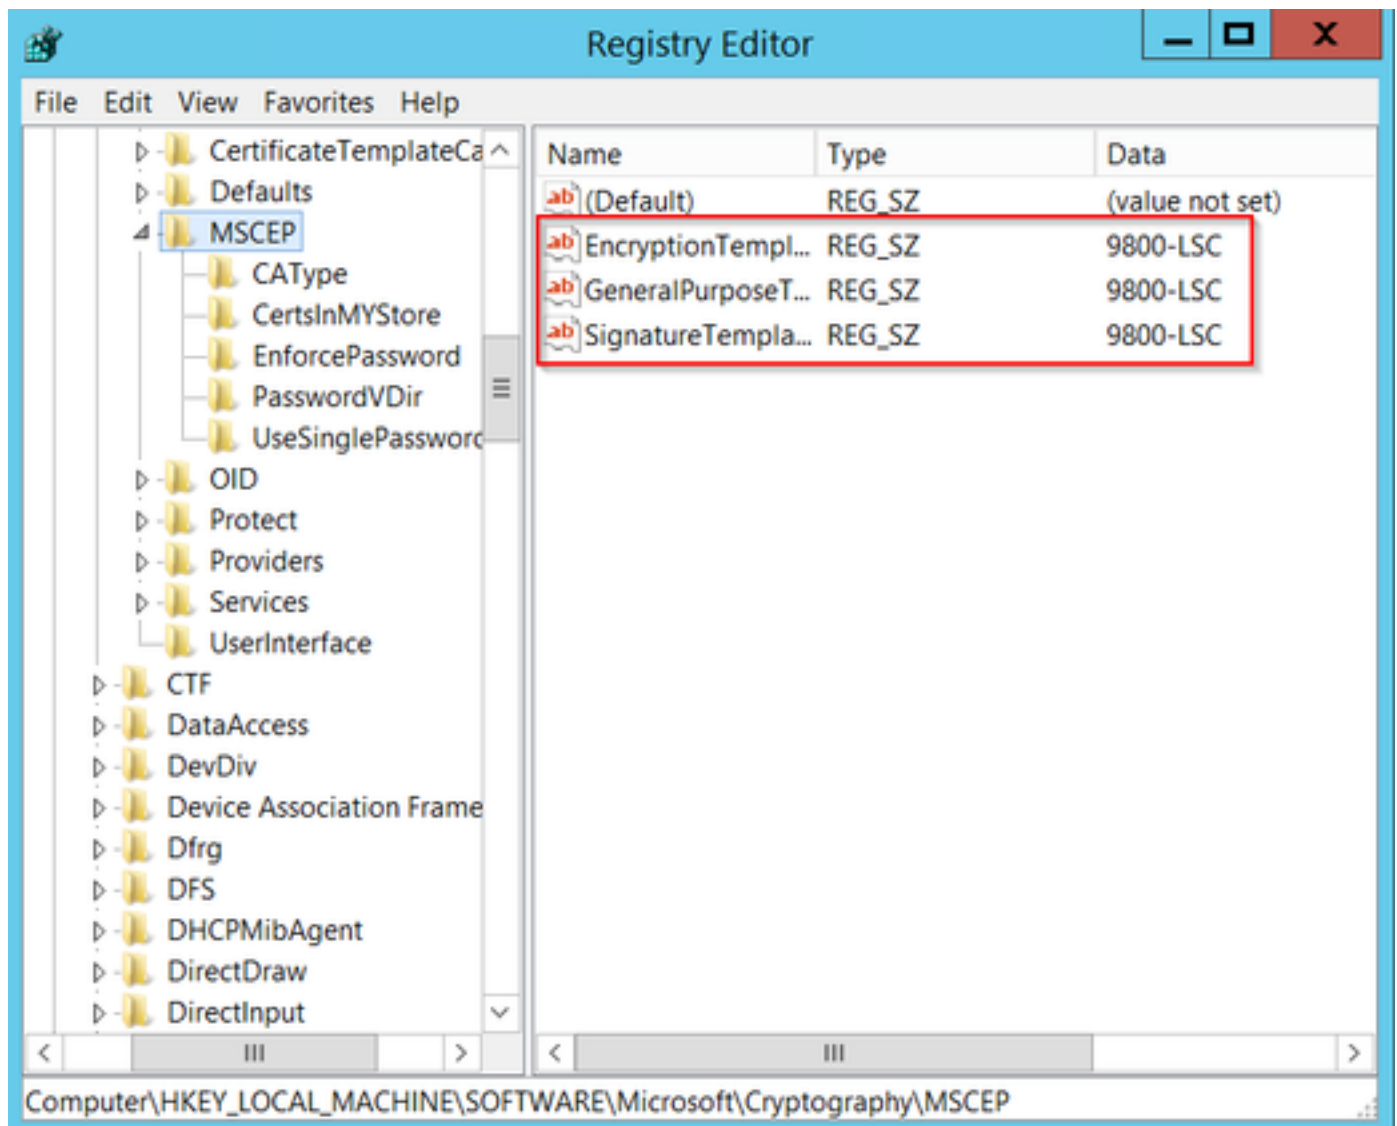 Registry Editor
File Edit View Favorites Help
CertificateTemplateCa
Defaults
MSCEP
CAType
CertsInMYStore
EnforcePassword
PasswordVDir
UseSinglePassword
OID
Protect
Providers
Services
UserInterface
CTF
DataAccess
DevDiv
Device Association Frame
Dfrg
DFS
DHCPMibAgent
DirectDraw
DirectInput
Name Type Data
(Default) REG_SZ (value not set)
EncryptionTempl... REG_SZ 9800-LSC
GeneralPurposeT... REG_SZ 9800-LSC
SignatureTempla... REG_SZ 9800-LSC
Computer\HKEY_LOCAL_MACHINE\SOFTWARE\Microsoft\Cryptography\MSCEP